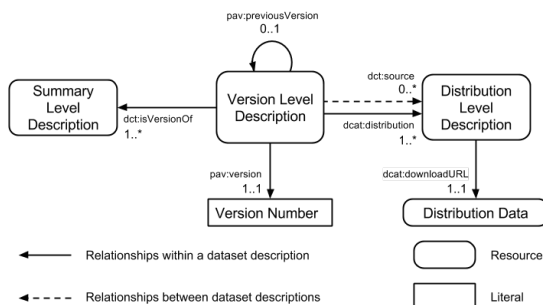 pav:previousVersion
0..1
Summary
Level
Description
dct:isVersionOf
1..*
Version Level
Description
dct:source
0..*
dcat:distribution
1..*
Distribution
Level
Description
pav:version
1..1
Version Number
dcat:downloadURL
1..1
Distribution Data
Relationships within a dataset description
Resource
Relationships between dataset descriptions
Literal